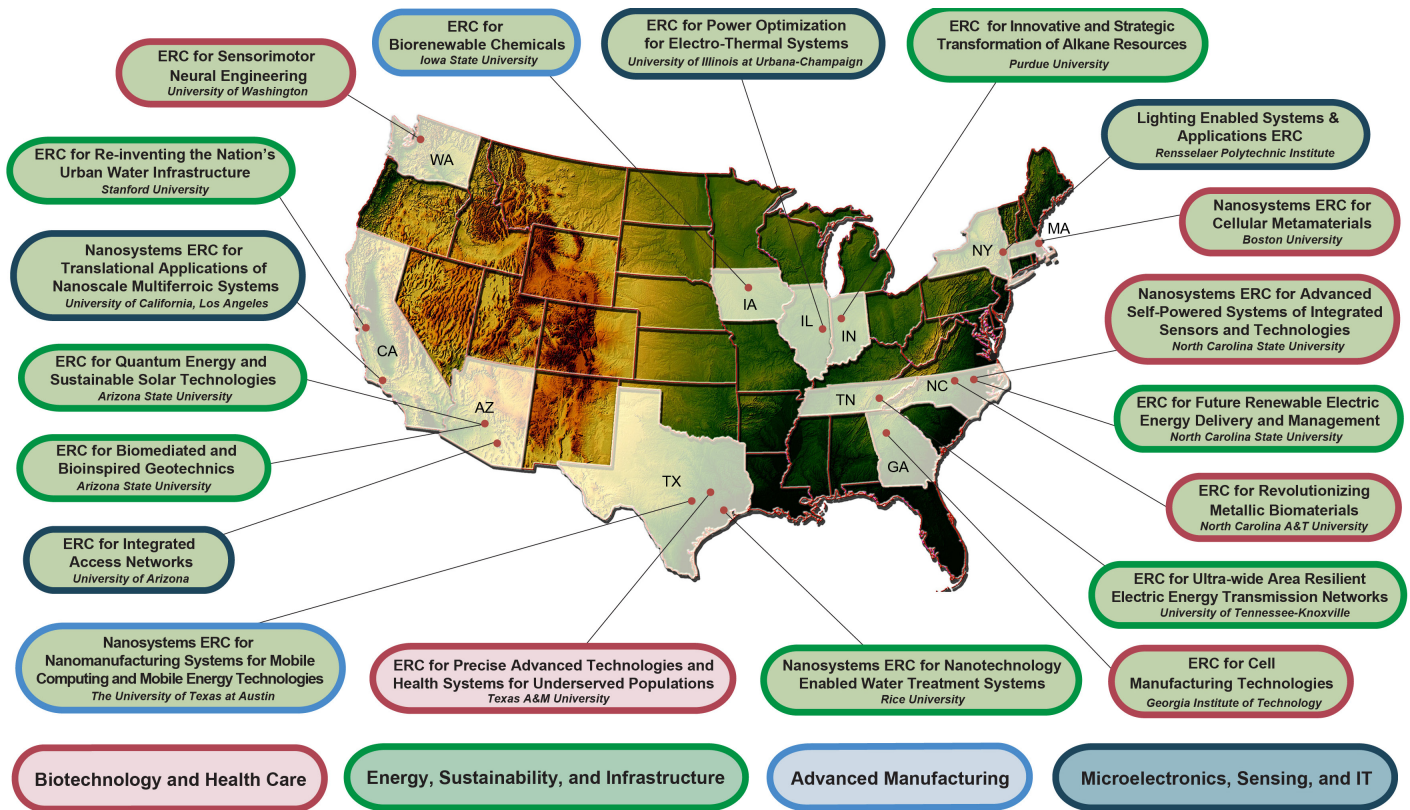 ERC for Sensorimotor
Neural Engineering
University of Washington
ERC for
Biorenewable Chemicals
Iowa State University
ERC for Power Optimization
for Electro-Thermal Systems
University of Illinois at Urbana-Champaign
ERC for Innovative and Strategic
Transformation of Alkane Resources
Purdue University
ERC for Re-inventing the Nation's
Urban Water Infrastructure
Stanford University
Nanosystems ERC for
Translational Applications of
Nanoscale Multiferroic Systems
University of California, Los Angeles
ERC for Quantum Energy and
Sustainable Solar Technologies
Arizona State University
ERC for Biomediated and
Bioinspired Geotechnics
Arizona State University
ERC for Integrated
Access Networks
University of Arizona
Nanosystems ERC for
Nanomanufacturing Systems for Mobile
Computing and Mobile Energy Technologies
The University of Texas at Austin
WA
CA
AZ
TX
IA
IL
IN
TN
NC
GA
NY
MA
Lighting Enabled Systems &
Applications ERC
Rensselaer Polytechnic Institute
Nanosystems ERC for
Cellular Metamaterials
Boston University
Nanosystems ERC for Advanced
Self-Powered Systems of Integrated
Sensors and Technologies
North Carolina State University
ERC for Future Renewable Electric
Energy Delivery and Management
North Carolina State University
ERC for Revolutionizing
Metallic Biomaterials
North Carolina A&T University
ERC for Ultra-wide Area Resilient
Electric Energy Transmission Networks
University of Tennessee-Knoxville
ERC for Precise Advanced Technologies and
Health Systems for Underserved Populations
Texas A&M University
Nanosystems ERC for Nanotechnology
Enabled Water Treatment Systems
Rice University
ERC for Cell
Manufacturing Technologies
Georgia Institute of Technology
Biotechnology and Health Care
Energy, Sustainability, and Infrastructure
Advanced Manufacturing
Microelectronics, Sensing, and IT